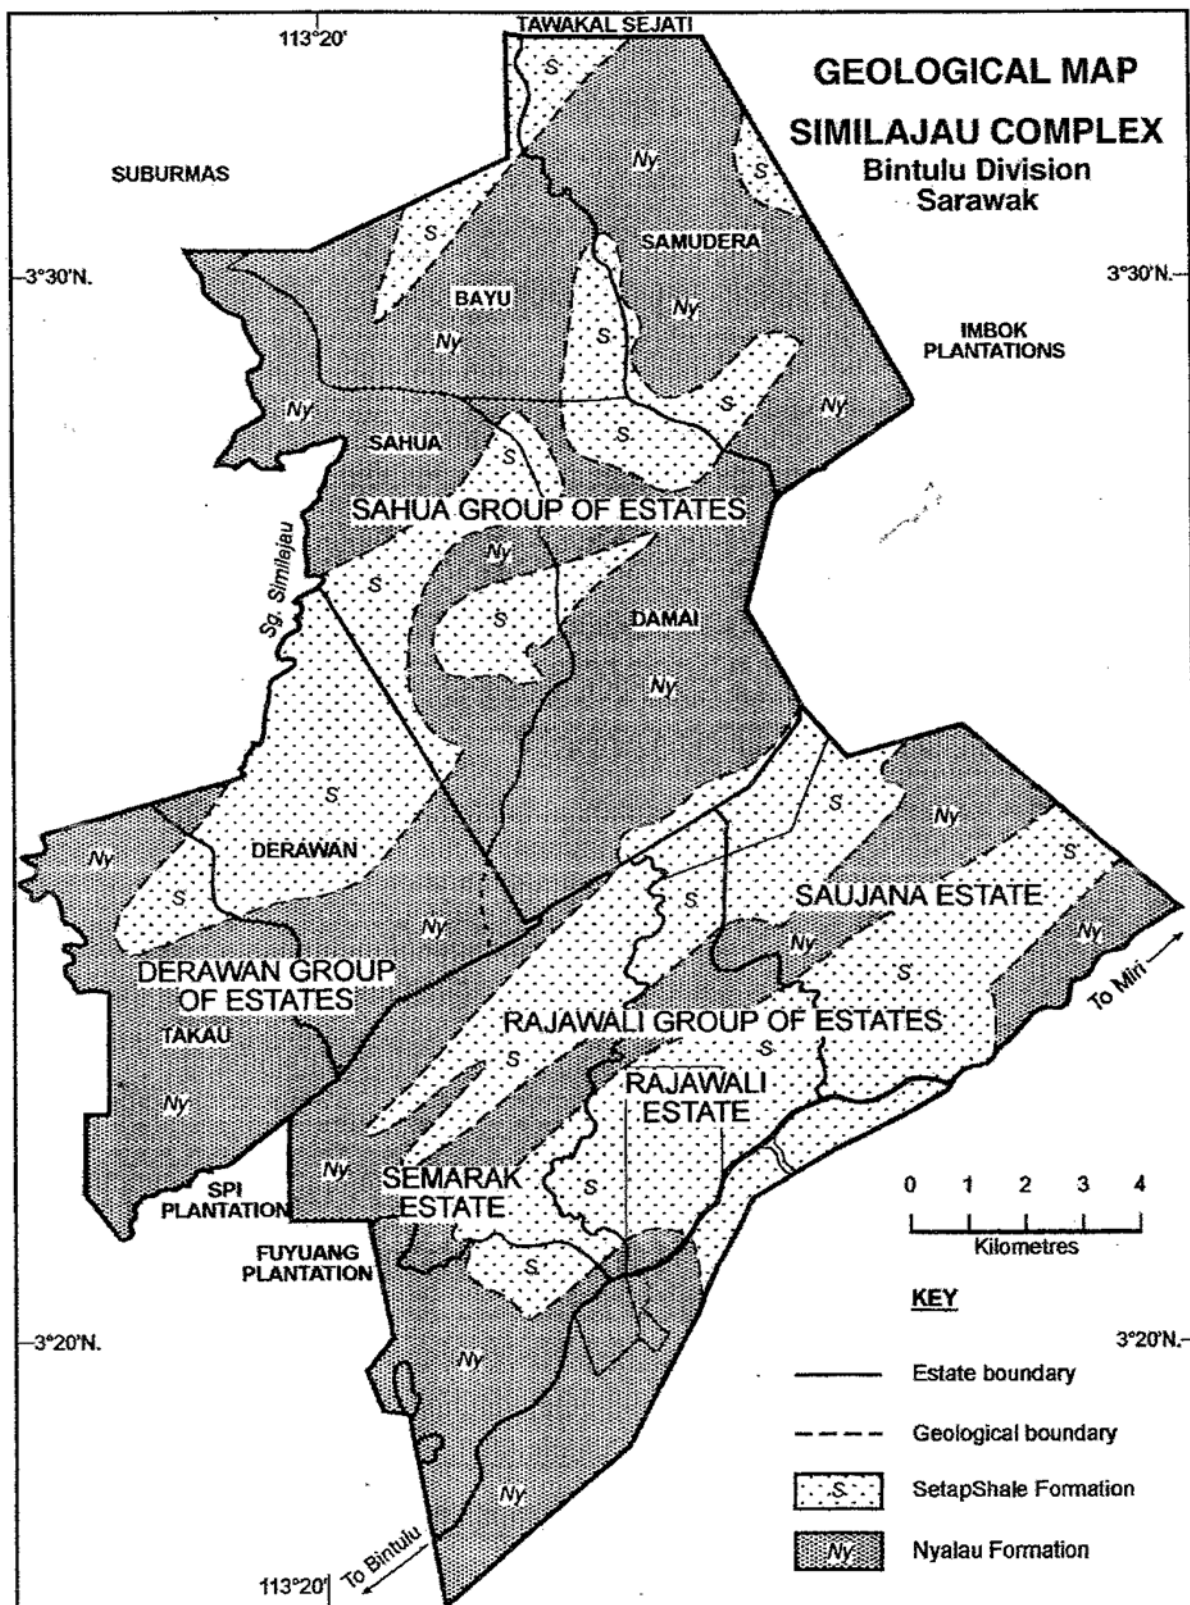 TAWAKAL SEJATI
113°20'
GEOLOGICAL MAP
SIMILAJAU COMPLEX
Bintulu Division
Sarawak
S
Ny
S
SUBURMAS
S
SAMUDERA
3°30'N.
3°30'N.
BAYU
Ny
Ny
S
IMBOK
PLANTATIONS
Ny
S
Ny
SAHUA
S
S
SAHUA GROUP OF ESTATES
Ny
Sg. Similejau
S
S
DAMAI
Ny
S
S
Ny
Ny
DERAWAN
S
S
S
SAUJANA ESTATE
Ny
Ny
Ny
DERAWAN GROUP
OF ESTATES
S
To Miri
TAKAU
RAJAWALI GROUP OF ESTATES
S
S
RAJAWALI
ESTATE
Ny
Ny
SEMARAK
ESTATE
S
SPI
PLANTATION
0 1 2 3 4
Kilometres
FUYUANG
PLANTATION
S
KEY
3°20'N.
3°20'N.
Ny
Estate boundary
Geological boundary
S
SetapShale Formation
Ny
Ny
Nyalau Formation
To Bintulu
113°20'